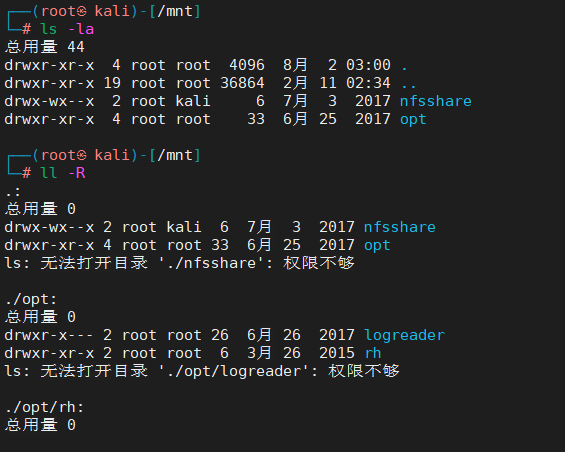 ┌──(root㉿kali)-[/mnt]
└─# ls -la
总用量 44
drwxr-xr-x  4 root root  4096  8月  2 03:00 .
drwxr-xr-x 19 root root 36864  2月 11 02:34 ..
drwx-wx--x  2 root kali     6  7月  3  2017 nfsshare
drwxr-xr-x  4 root root    33  6月 25  2017 opt
┌──(root㉿kali)-[/mnt]
└─# ll -R
.:
总用量 0
drwx-wx--x 2 root kali  6  7月  3  2017 nfsshare
drwxr-xr-x 4 root root 33  6月 25  2017 opt
ls: 无法打开目录 './nfsshare': 权限不够
./opt:
总用量 0
drwxr-x--- 2 root root 26  6月 26  2017 logreader
drwxr-xr-x 2 root root  6  3月 26  2015 rh
ls: 无法打开目录 './opt/logreader': 权限不够
./opt/rh:
总用量 0